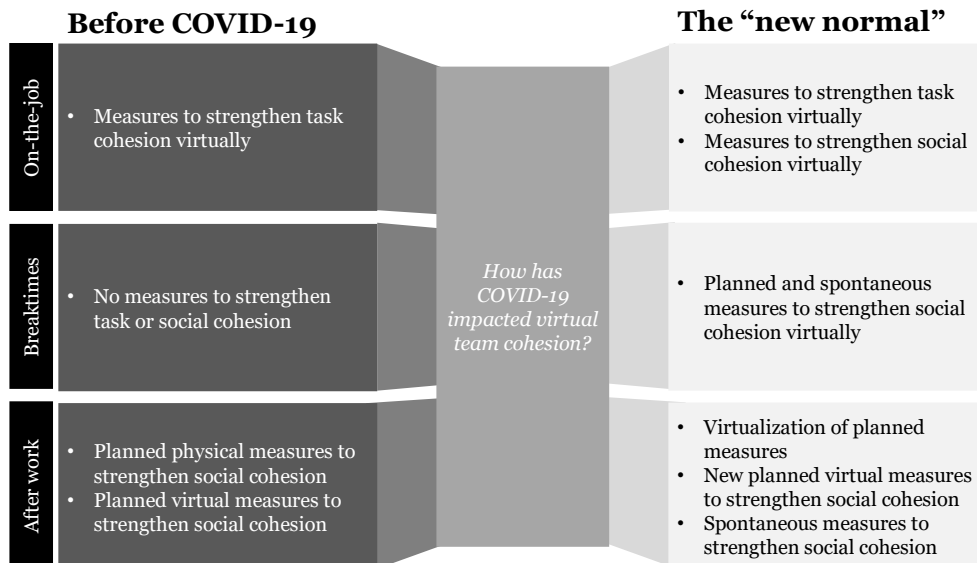 Before COVID-19
The “new normal”
On-the-job
• Measures to strengthen task
cohesion virtually
• Measures to strengthen task
cohesion virtually
• Measures to strengthen social
cohesion virtually
How has
COVID-19
impacted virtual
team cohesion?
Breaktimes
• No measures to strengthen
task or social cohesion
• Planned and spontaneous
measures to strengthen social
cohesion virtually
After work
• Planned physical measures to
strengthen social cohesion
• Planned virtual measures to
strengthen social cohesion
• Virtualization of planned
measures
• New planned virtual measures
to strengthen social cohesion
• Spontaneous measures to
strengthen social cohesion